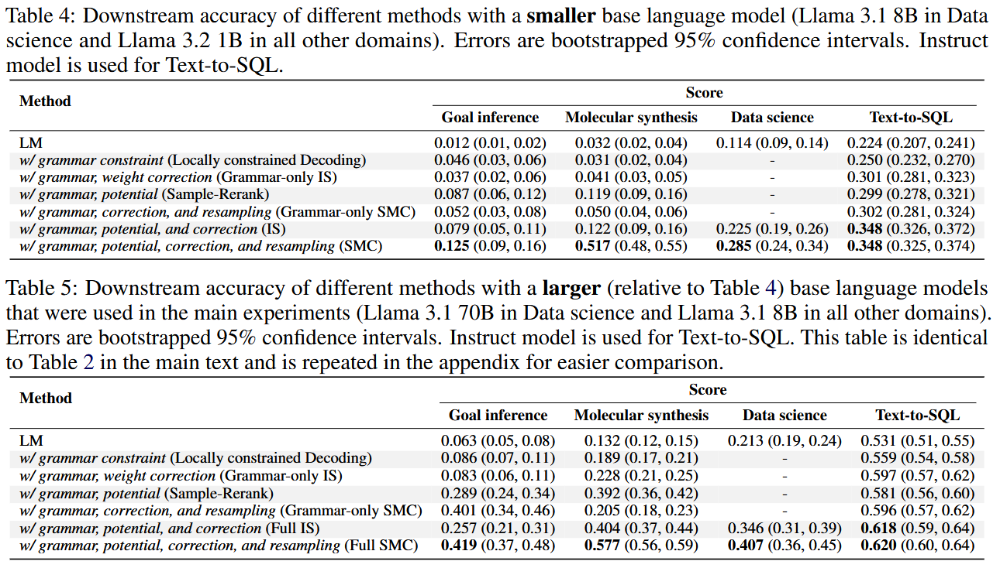 Table 4: Downstream accuracy of different methods with a smaller base language model (Llama 3.1 8B in Data
science and Llama 3.2 1B in all other domains). Errors are bootstrapped 95% confidence intervals. Instruct
model is used for Text-to-SQL.
Method Score
Goal inference Molecular synthesis Data science Text-to-SQL
LM 0.012 (0.01, 0.02) 0.032 (0.02, 0.04) 0.114 (0.09, 0.14) 0.224 (0.207, 0.241)
w/ grammar constraint (Locally constrained Decoding) 0.046 (0.03, 0.06) 0.031 (0.02, 0.04) - 0.250 (0.232, 0.270)
w/ grammar, weight correction (Grammar-only IS) 0.037 (0.02, 0.06) 0.041 (0.03, 0.05) - 0.301 (0.281, 0.323)
w/ grammar, potential (Sample-Rerank) 0.087 (0.06, 0.12) 0.119 (0.09, 0.16) - 0.299 (0.278, 0.321)
w/ grammar, correction, and resampling (Grammar-only SMC) 0.052 (0.03, 0.08) 0.050 (0.04, 0.06) - 0.302 (0.281, 0.324)
w/ grammar, potential, and correction (IS) 0.079 (0.05, 0.11) 0.122 (0.09, 0.16) 0.225 (0.19, 0.26) 0.348 (0.326, 0.372)
w/ grammar, potential, correction, and resampling (SMC) 0.125 (0.09, 0.16) 0.517 (0.48, 0.55) 0.285 (0.24, 0.34) 0.348 (0.325, 0.374)
Table 5: Downstream accuracy of different methods with a larger (relative to Table 4) base language models
that were used in the main experiments (Llama 3.1 70B in Data science and Llama 3.1 8B in all other domains).
Errors are bootstrapped 95% confidence intervals. Instruct model is used for Text-to-SQL. This table is identical
to Table 2 in the main text and is repeated in the appendix for easier comparison.
Method Score
Goal inference Molecular synthesis Data science Text-to-SQL
LM 0.063 (0.05, 0.08) 0.132 (0.12, 0.15) 0.213 (0.19, 0.24) 0.531 (0.51, 0.55)
w/ grammar constraint (Locally constrained Decoding) 0.086 (0.07, 0.11) 0.189 (0.17, 0.21) - 0.559 (0.54, 0.58)
w/ grammar, weight correction (Grammar-only IS) 0.083 (0.06, 0.11) 0.228 (0.21, 0.25) - 0.597 (0.57, 0.62)
w/ grammar, potential (Sample-Rerank) 0.289 (0.24, 0.34) 0.392 (0.36, 0.42) - 0.581 (0.56, 0.60)
w/ grammar, correction, and resampling (Grammar-only SMC) 0.401 (0.34, 0.46) 0.205 (0.18, 0.23) - 0.596 (0.57, 0.62)
w/ grammar, potential, and correction (Full IS) 0.257 (0.21, 0.31) 0.404 (0.37, 0.44) 0.346 (0.31, 0.39) 0.618 (0.59, 0.64)
w/ grammar, potential, correction, and resampling (Full SMC) 0.419 (0.37, 0.48) 0.577 (0.56, 0.59) 0.407 (0.36, 0.45) 0.620 (0.60, 0.64)